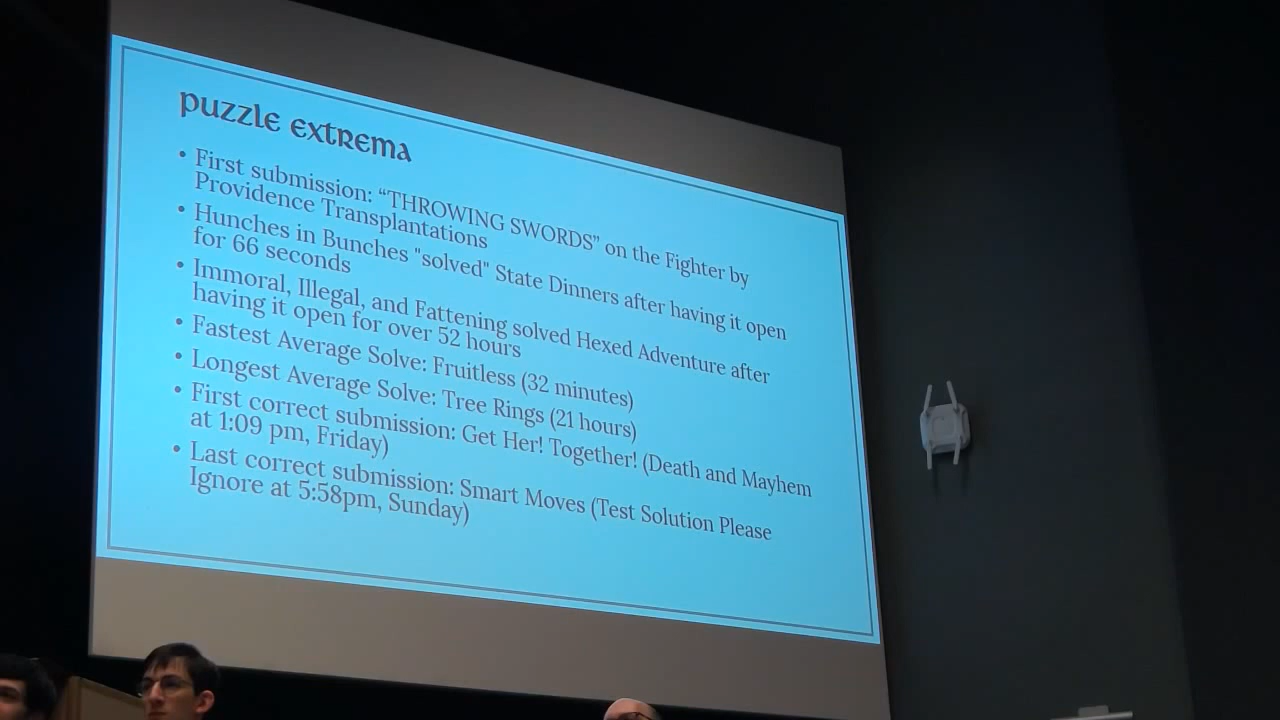 puzzle extrema
• First submission: “THROWING SWORDS” on the Fighter by
Providence Transplantations
• Hunches in Bunches "solved" State Dinners after having it open
for 66 seconds
• Immoral, Illegal, and Fattening solved Hexed Adventure after
having it open for over 52 hours
• Fastest Average Solve: Fruitless (32 minutes)
• Longest Average Solve: Tree Rings (21 hours)
• First correct submission: Get Her! Together! (Death and Mayhem
at 1:09 pm, Friday)
• Last correct submission: Smart Moves (Test Solution Please
Ignore at 5:58pm, Sunday)